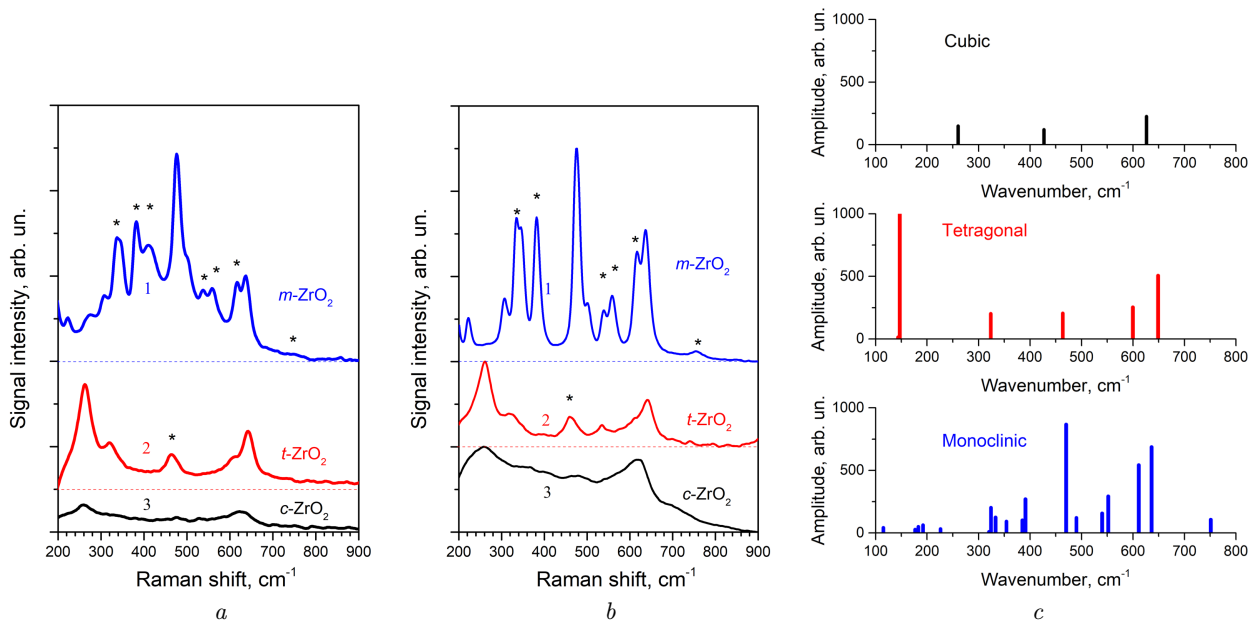 Signal intensity, arb. un.
* * * * * * *
1
m-ZrO₂
*
2
t-ZrO₂
3
c-ZrO₂
200 300 400 500 600 700 800 900
Raman shift, cm⁻¹
a
Signal intensity, arb. un.
* * * * * *
1
m-ZrO₂
*
2
t-ZrO₂
3
c-ZrO₂
200 300 400 500 600 700 800 900
Raman shift, cm⁻¹
b
Amplitude, arb. un.
1000
500
0
Cubic
100 200 300 400 500 600 700 800
Wavenumber, cm⁻¹
Amplitude, arb. un.
1000
500
0
Tetragonal
100 200 300 400 500 600 700 800
Wavenumber, cm⁻¹
Amplitude, arb. un.
1000
500
0
Monoclinic
100 200 300 400 500 600 700 800
Wavenumber, cm⁻¹
c